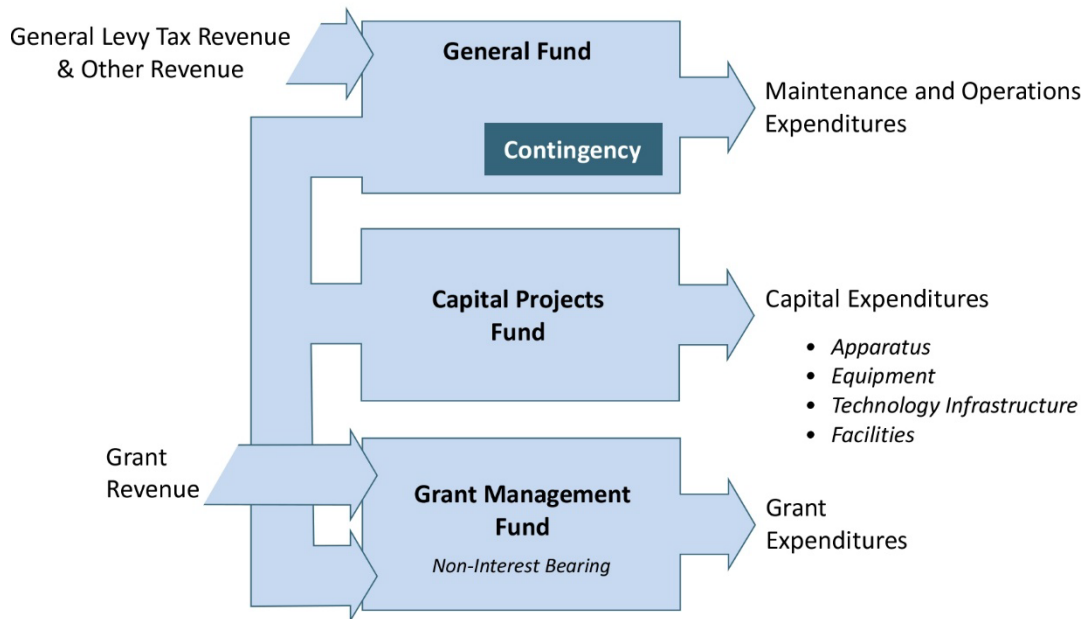 General Levy Tax Revenue
& Other Revenue
General Fund
Contingency
Maintenance and Operations
Expenditures
Capital Projects
Fund
Capital Expenditures
• Apparatus
• Equipment
• Technology Infrastructure
• Facilities
Grant
Revenue
Grant Management
Fund
Non-Interest Bearing
Grant
Expenditures